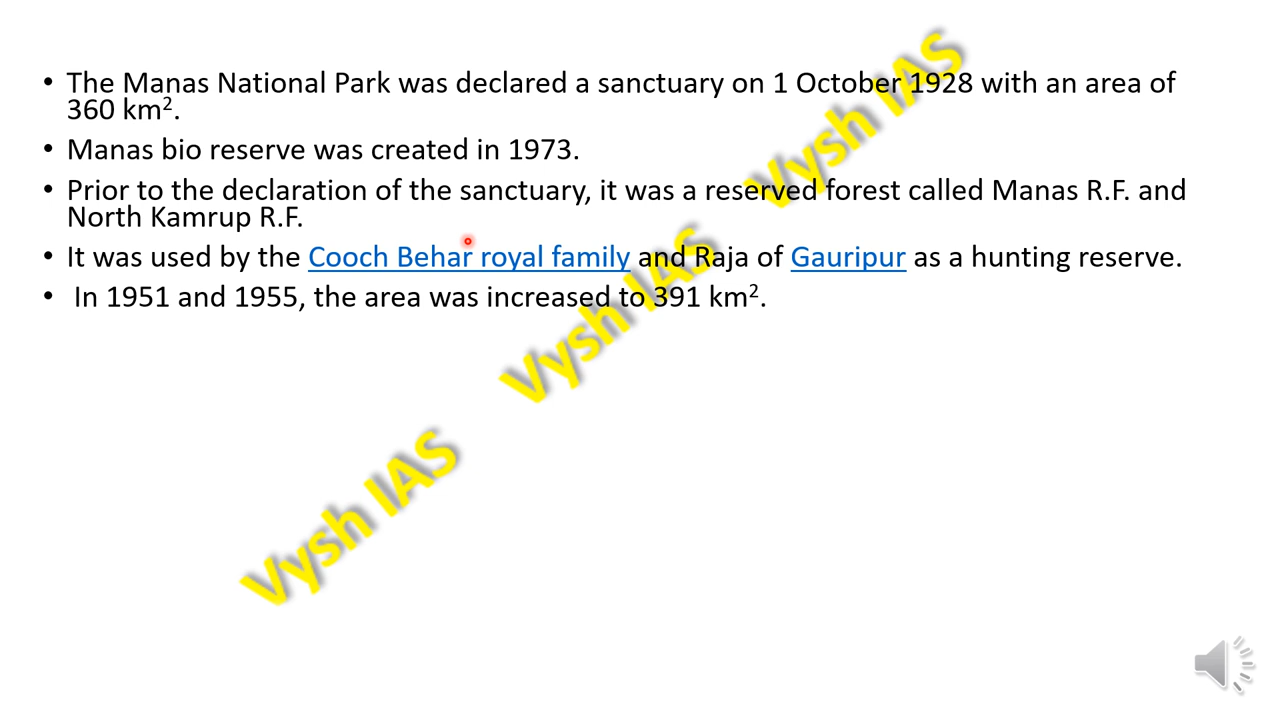 • The Manas National Park was declared a sanctuary on 1 October 1928 with an area of
360 km².
• Manas bio reserve was created in 1973.
• Prior to the declaration of the sanctuary, it was a reserved forest called Manas R.F. and
North Kamrup R.F.
• It was used by the Cooch Behar royal family and Raja of Gauripur as a hunting reserve.
• In 1951 and 1955, the area was increased to 391 km².
Vysh IAS
Vysh IAS
Vysh IAS